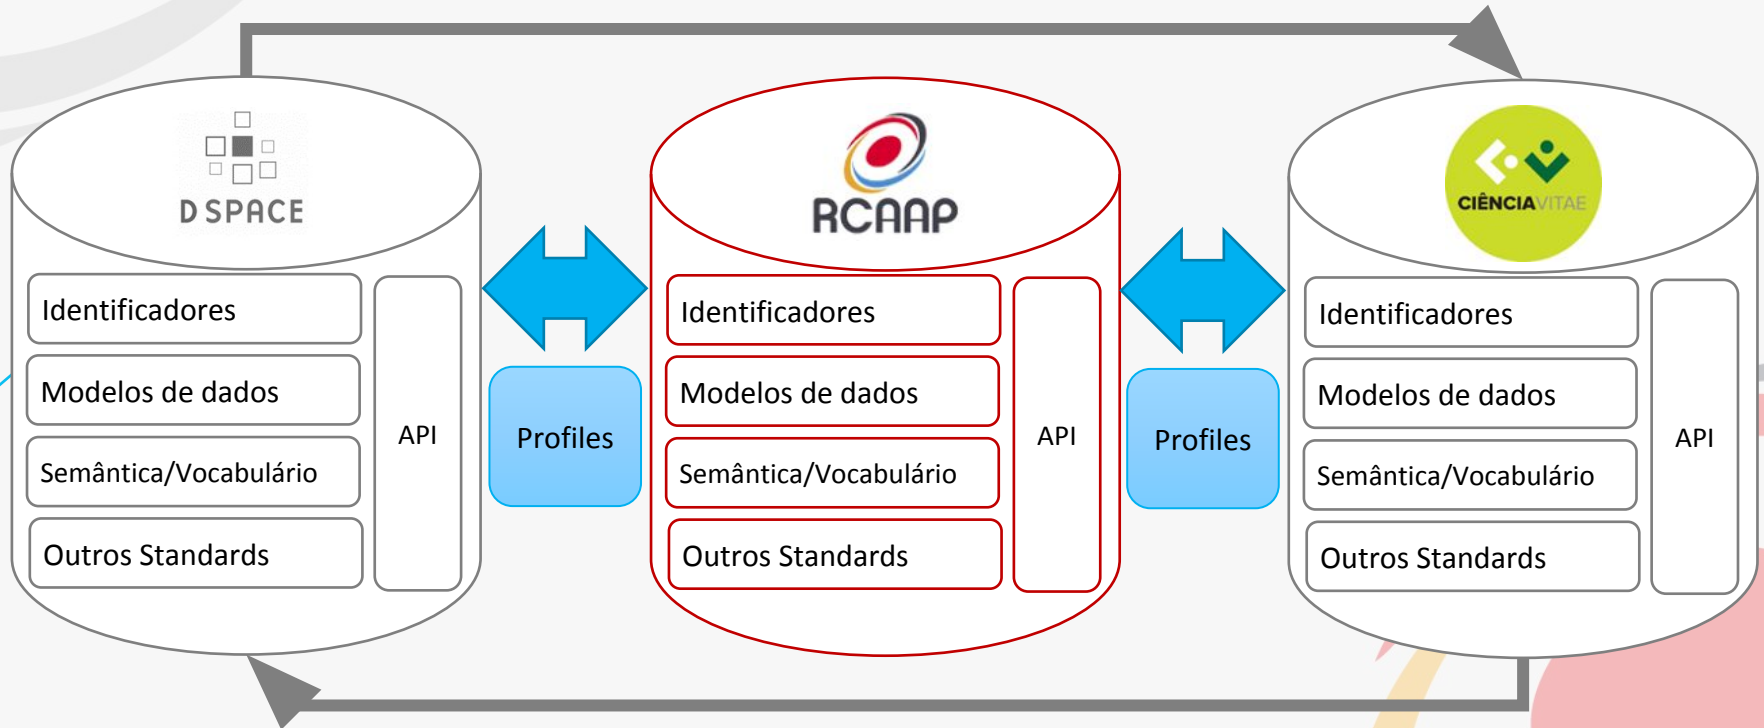 DSPACE
Identificadores
Modelos de dados
Semântica/Vocabulário
Outros Standards
API
Profiles
RCAAP
Identificadores
Modelos de dados
Semântica/Vocabulário
Outros Standards
API
Profiles
CIÊNCIAVITAE
Identificadores
Modelos de dados
Semântica/Vocabulário
Outros Standards
API